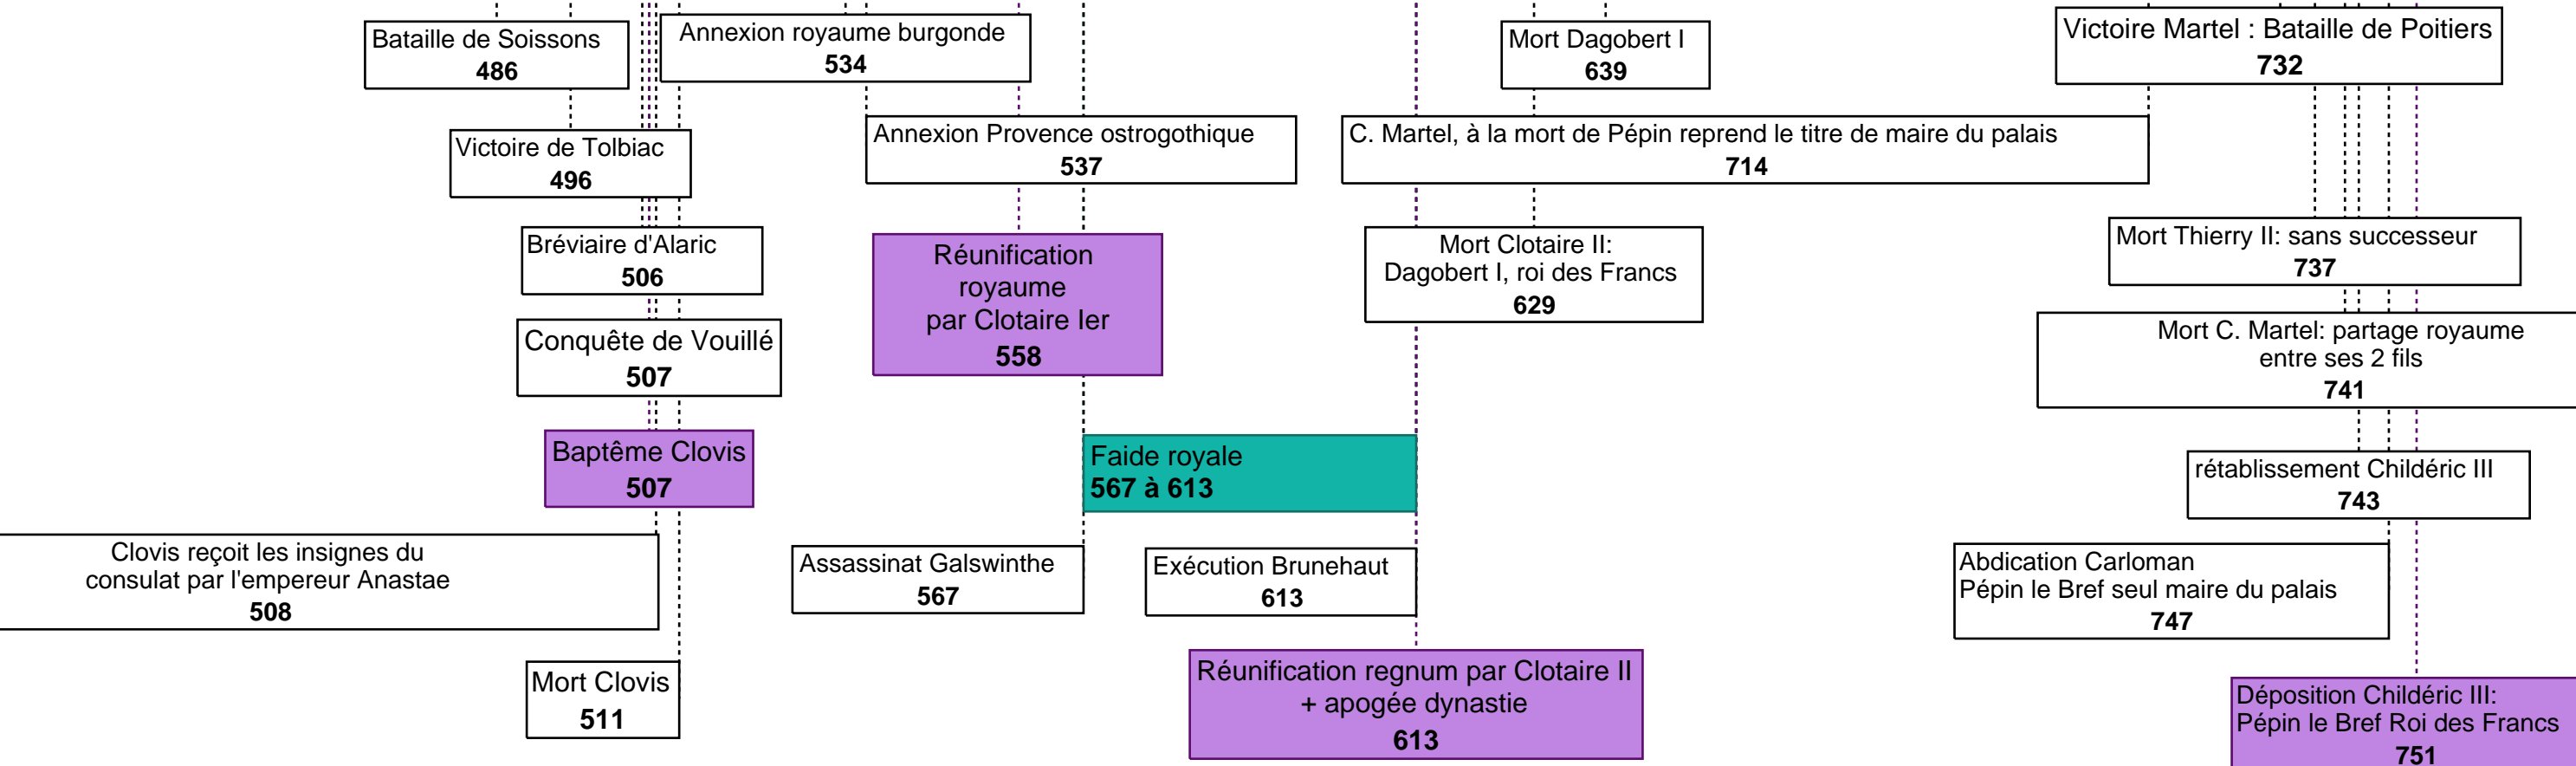 Bataille de Soissons
486
Annexion royaume burgonde
534
Mort Dagobert I
639
Victoire Martel : Bataille de Poitiers
732
Victoire de Tolbiac
496
Annexion Provence ostrogothique
537
C. Martel, à la mort de Pépin reprend le titre de maire du palais
714
Bréviaire d'Alaric
506
Réunification
royaume
par Clotaire Ier
558
Mort Clotaire II:
Dagobert I, roi des Francs
629
Mort Thierry II: sans successeur
737
Conquête de Vouillé
507
Mort C. Martel: partage royaume
entre ses 2 fils
741
Baptême Clovis
507
Faide royale
567 à 613
rétablissement Childéric III
743
Clovis reçoit les insignes du
consulat par l'empereur Anastae
508
Assassinat Galswinthe
567
Exécution Brunehaut
613
Abdication Carloman
Pépin le Bref seul maire du palais
747
Mort Clovis
511
Réunification regnum par Clotaire II
+ apogée dynastie
613
Déposition Childéric III:
Pépin le Bref Roi des Francs
751